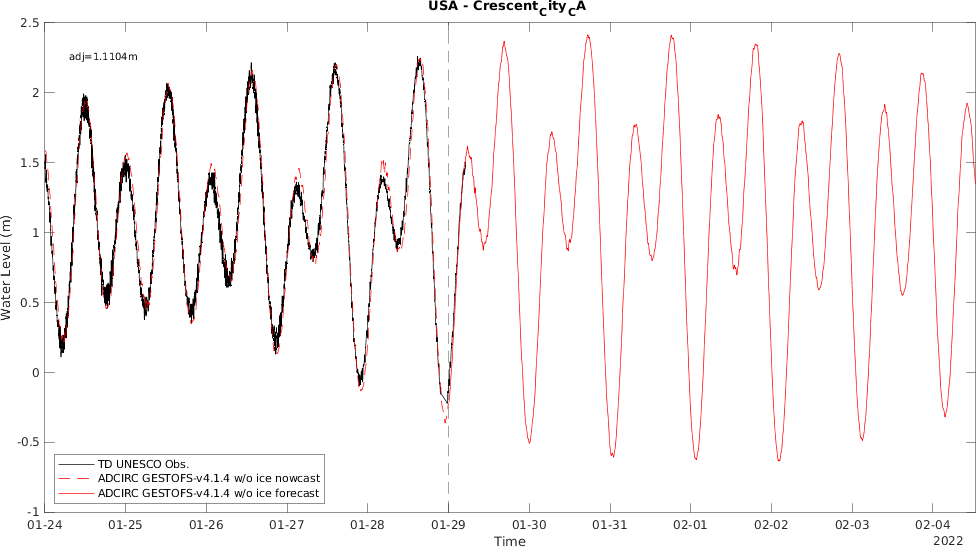 USA - Crescent_City_CA
2.5
adj=1.1104m
2
1.5
1
0.5
0
-0.5
-1
Water Level (m)
TD UNESCO Obs.
ADCIRC GESTOFS-v4.1.4 w/o ice nowcast
ADCIRC GESTOFS-v4.1.4 w/o ice forecast
01-24 01-25 01-26 01-27 01-28 01-29 01-30 01-31 02-01 02-02 02-03 02-04
Time
2022